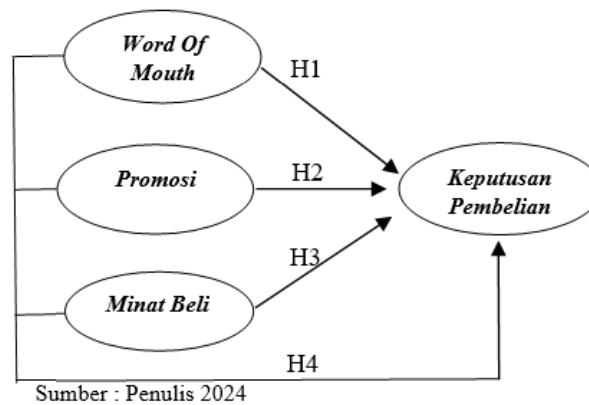 Word Of
Mouth
H1
Promosi
H2
Keputusan
Pembelian
H3
Minat Beli
H4
Sumber : Penulis 2024